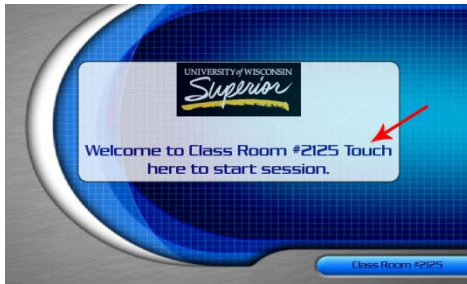 UNIVERSITY of WISCONSIN
Superior
Welcome to Class Room #2125 Touch
here to start session.
Class Room #2125